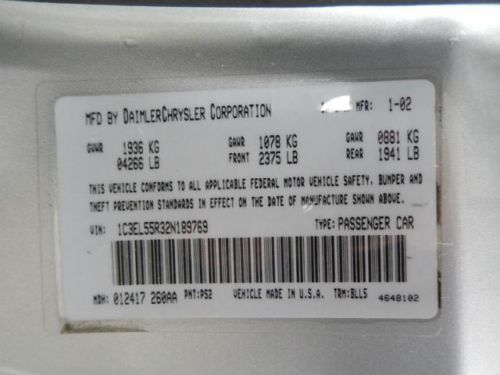 MFD BY DAIMLERCHRYSLER CORPORATION MFR: 1-02
GVWR 1936 KG GAWR 1078 KG GAWR 0881 KG
04266 LB FRONT 2375 LB REAR 1941 LB
THIS VEHICLE CONFORMS TO ALL APPLICABLE FEDERAL MOTOR VEHICLE SAFETY, BUMPER AND
THEFT PREVENTION STANDARDS IN EFFECT ON THE DATE OF MANUFACTURE SHOWN ABOVE.
VIN: 1C3EL55R32N189769 TYPE: PASSENGER CAR
MDH: 012417 260AA PNT:PS2 VEHICLE MADE IN U.S.A. TRM:BLL5
4648102